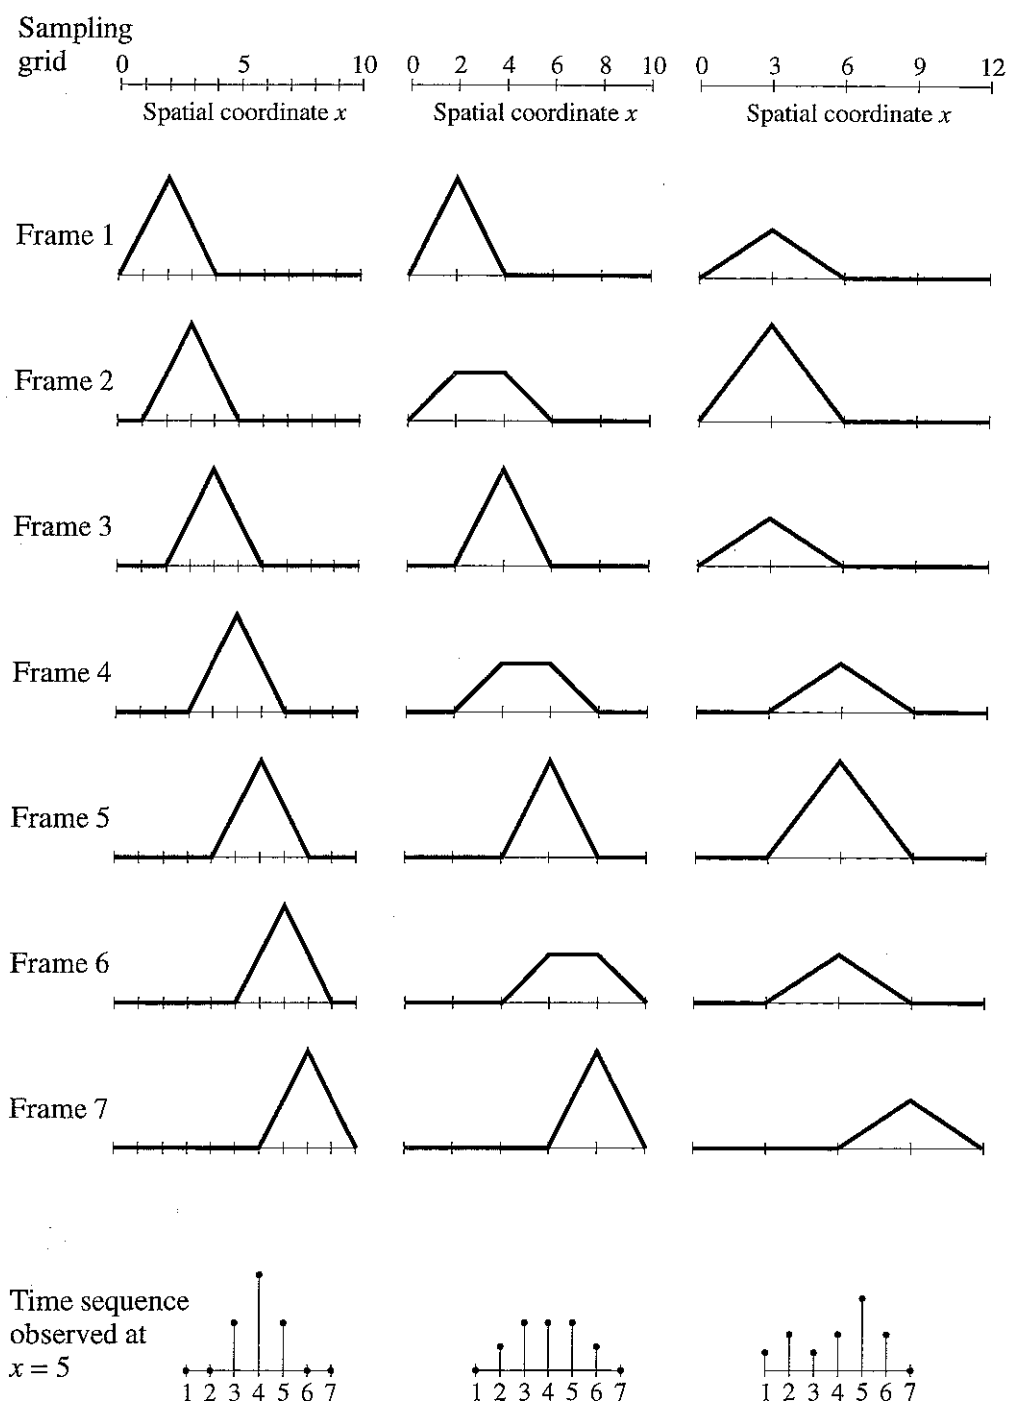 Sampling
grid
0 5 10
0 2 4 6 8 10
0 3 6 9 12
Spatial coordinate x
Spatial coordinate x
Spatial coordinate x
Frame 1
Frame 2
Frame 3
Frame 4
Frame 5
Frame 6
Frame 7
Time sequence
observed at
x = 5
1 2 3 4 5 6 7
1 2 3 4 5 6 7
1 2 3 4 5 6 7